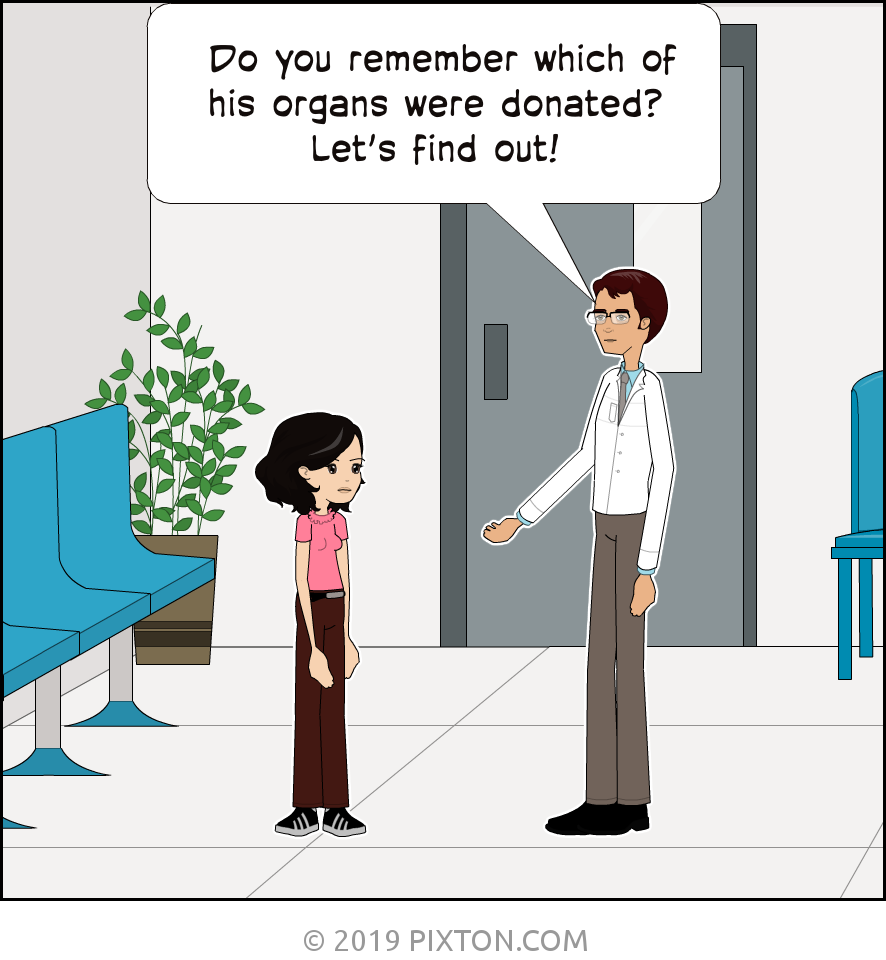 Do you remember which of
his organs were donated?
Let's find out!
© 2019 PIXTON.COM